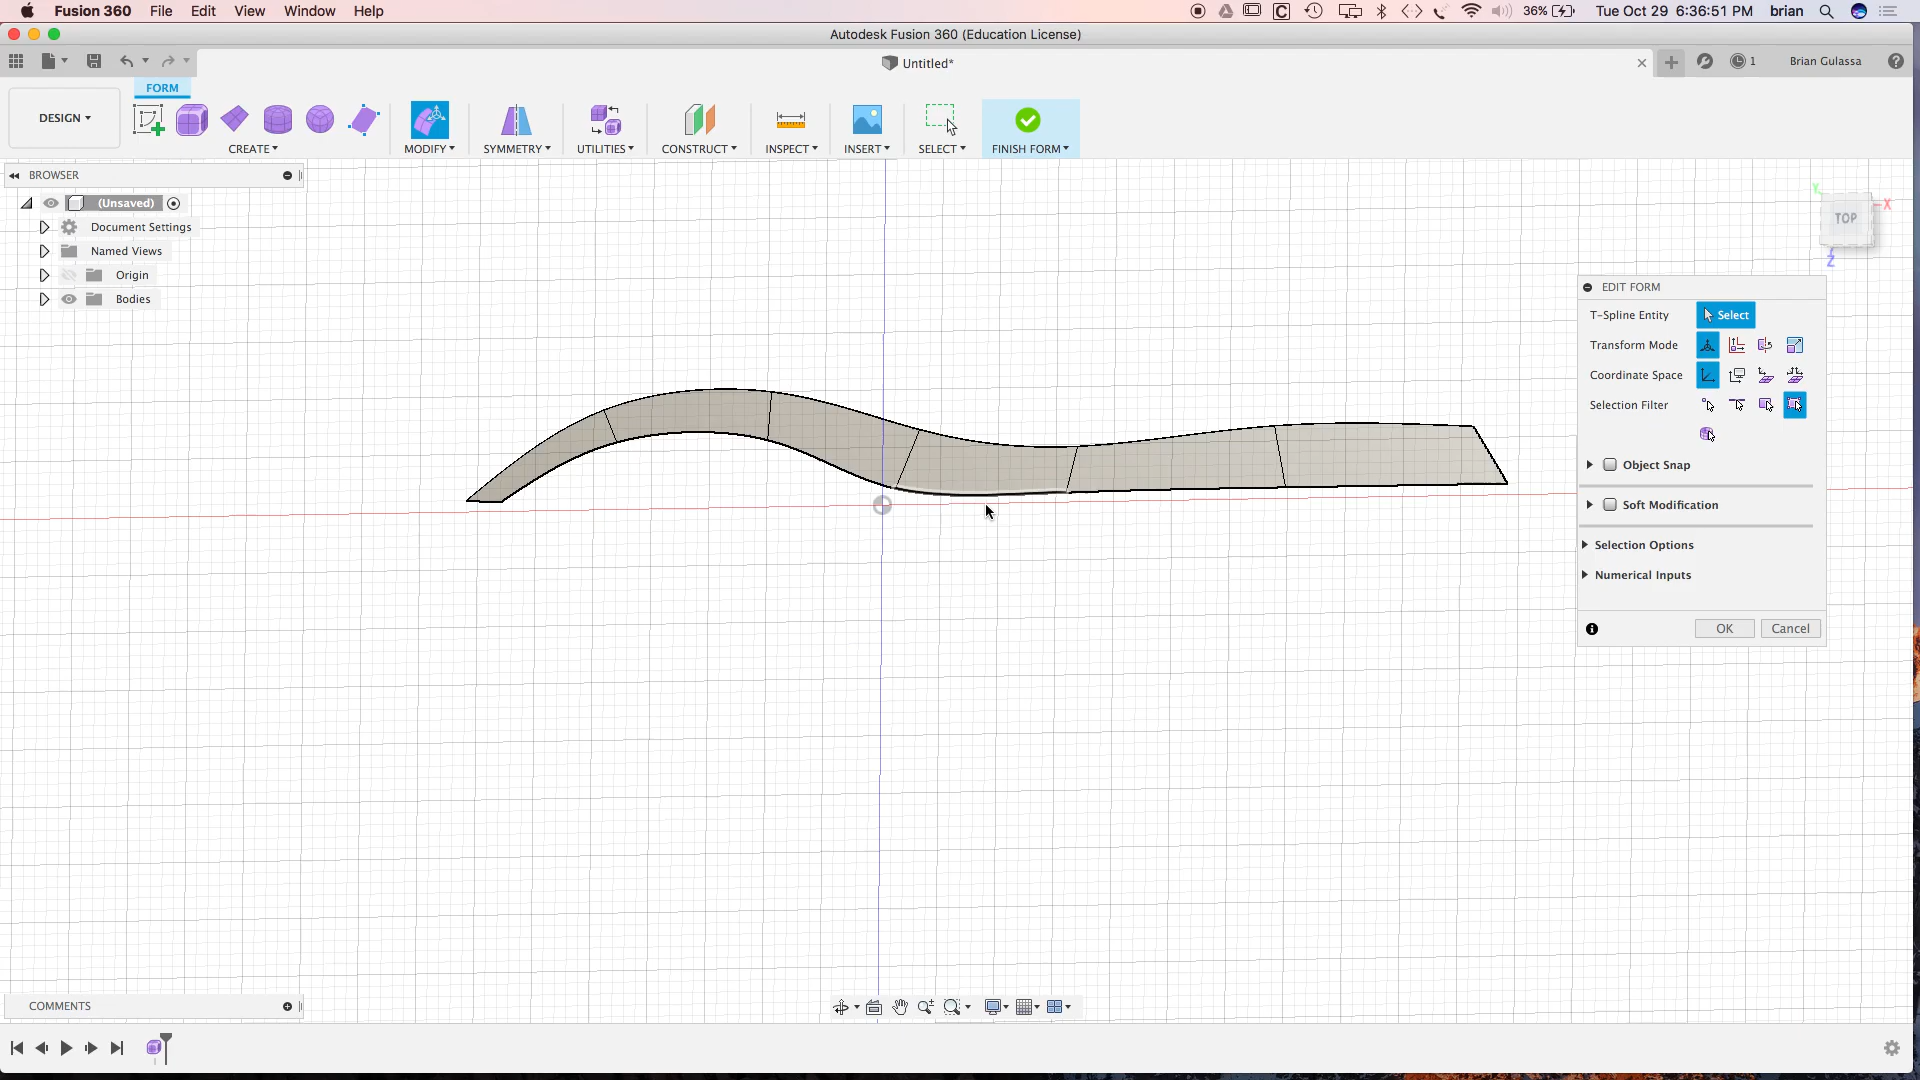 Fusion 360 File Edit View Window Help 36% Tue Oct 29 6:36:51 PM brian
Autodesk Fusion 360 (Education License)
Untitled* 1 Brian Gulassa
FORM
DESIGN
CREATE MODIFY SYMMETRY UTILITIES CONSTRUCT INSPECT INSERT SELECT FINISH FORM
BROWSER
(Unsaved)
Document Settings
Named Views
Origin
Bodies
Y
X
TOP
Z
EDIT FORM
T-Spline Entity Select
Transform Mode
Coordinate Space
Selection Filter
Object Snap
Soft Modification
Selection Options
Numerical Inputs
OK Cancel
COMMENTS